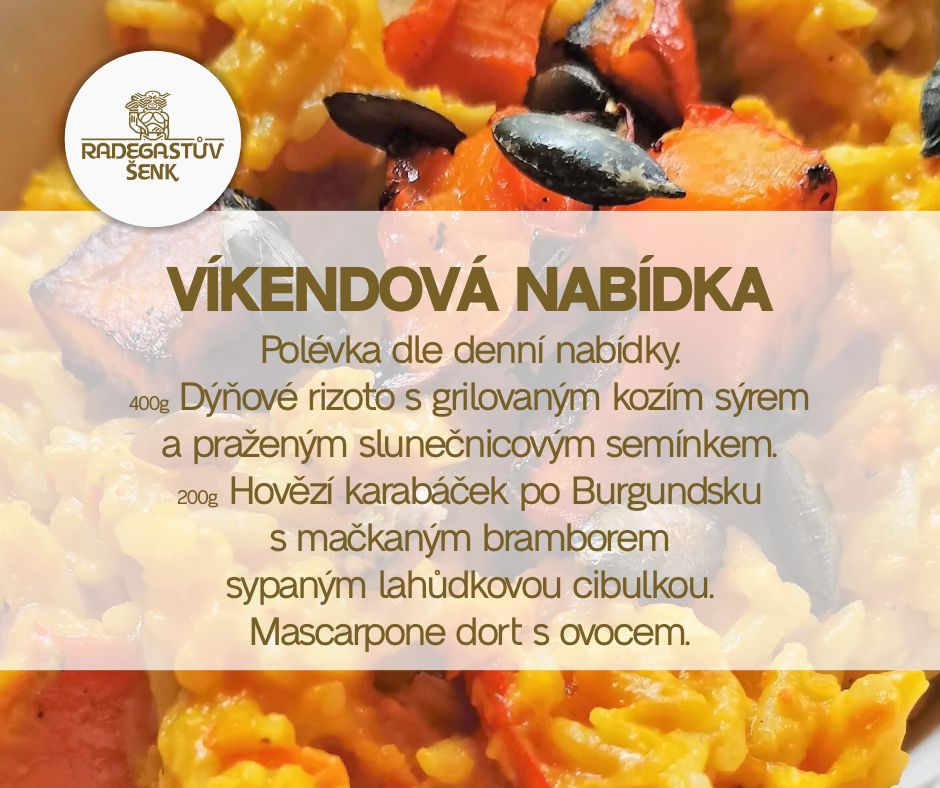 RADEGASTŮV
ŠENK
VÍKENDOVÁ NABÍDKA
Polévka dle denní nabídky.
400g Dýňové rizoto s grilovaným kozím sýrem
a praženým slunečnicovým semínkem.
200g Hovězí karabáček po Burgundsku
s mačkaným bramborem
sypaným lahůdkovou cibulkou.
Mascarpone dort s ovocem.